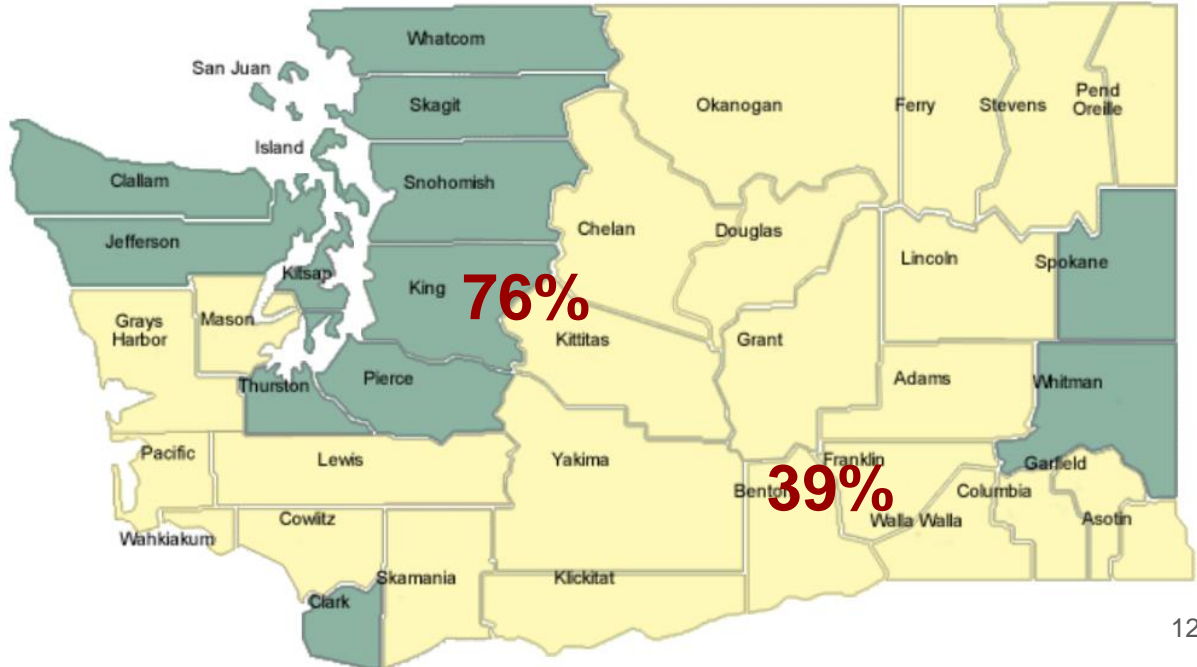 Whatcom
San Juan
Skagit
Okanogan
Ferry
Stevens
Pend
Oreille
Island
Clallam
Snohomish
Jefferson
Chelan
Douglas
Lincoln
Spokane
Kitsap
King
76%
Grays
Harbor
Mason
Kittitas
Grant
Thurston
Pierce
Adams
Whitman
Pacific
Lewis
Yakima
Franklin
Garfield
Benton
39%
Columbia
Walla Walla
Asotin
Wahkiakum
Cowlitz
Skamania
Klickitat
Clark
12